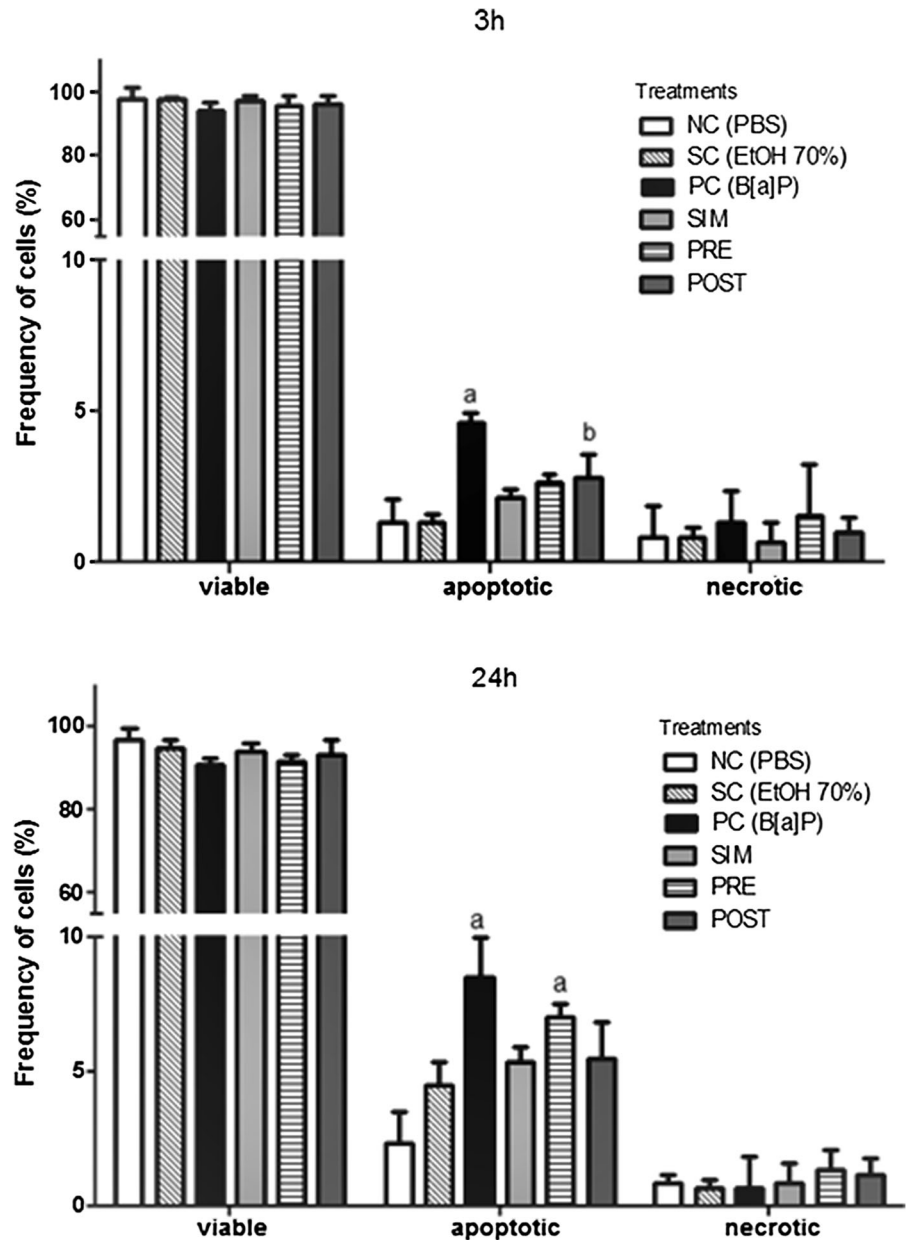 3h
Frequency of cells (%)
100
80
60
10
5
0
Treatments
NC (PBS)
SC (EtOH 70%)
PC (B[a]P)
SIM
PRE
POST
a
b
viable apoptotic necrotic
24h
Frequency of cells (%)
100
80
60
10
5
0
Treatments
NC (PBS)
SC (EtOH 70%)
PC (B[a]P)
SIM
PRE
POST
a
a
viable apoptotic necrotic